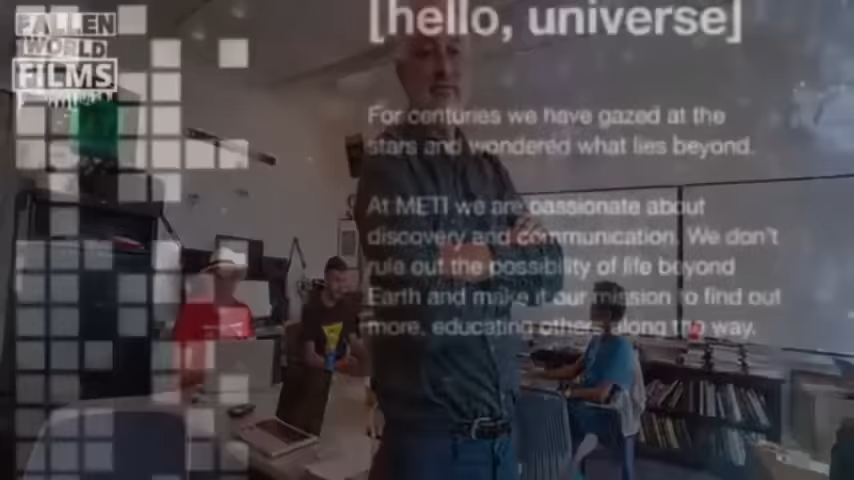 FALLEN
WORLD
FILMS
[hello, universe]
For centuries we have gazed at the
stars and wondered what lies beyond.
At METI we are passionate about
discovery and communication. We don't
rule out the possibility of life beyond
Earth and make it our mission to find out
more, educating others along the way.